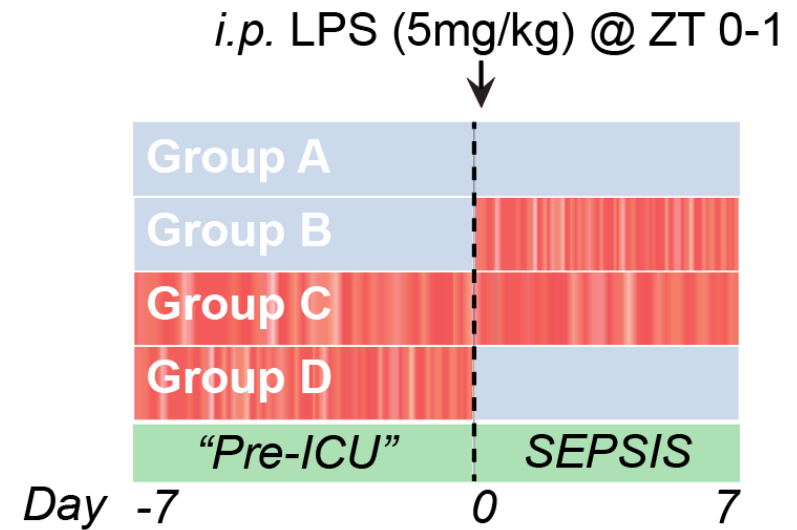 i.p. LPS (5mg/kg) @ ZT 0-1
Group A
Group B
Group C
Group D
“Pre-ICU” SEPSIS
Day -7 0 7